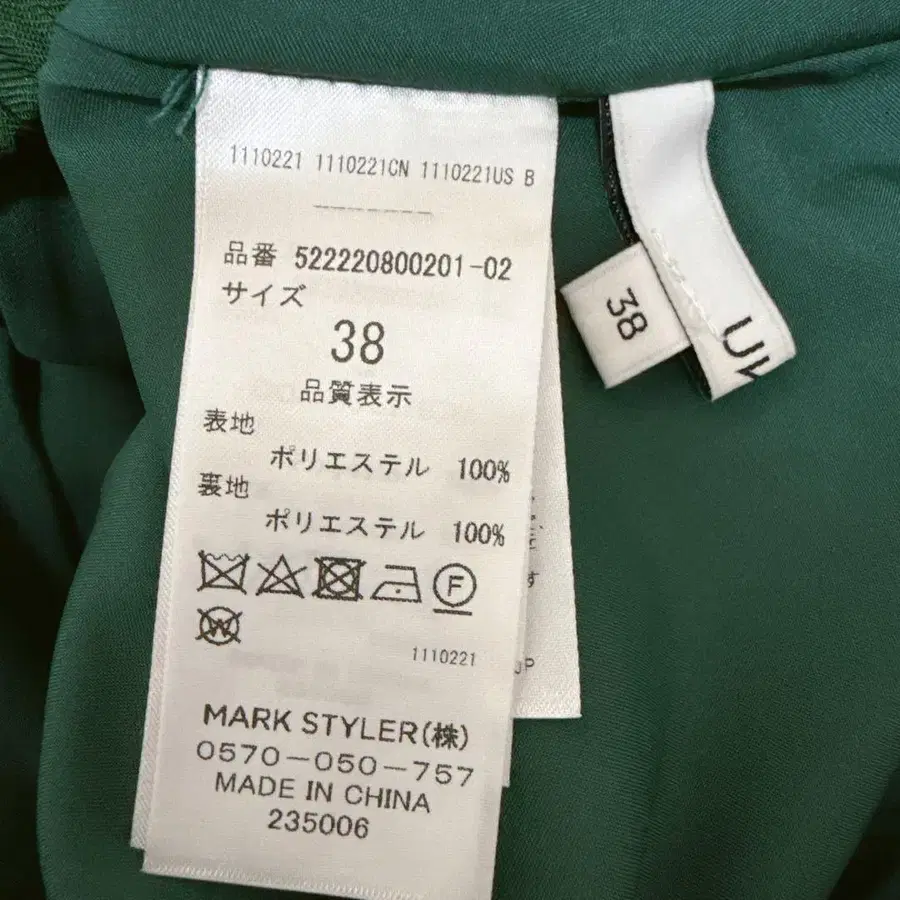 1110221 1110221CN 1110221US B
品番 522220800201-02
サイズ
38
品質表示
表地
ポリエステル 100%
裏地
ポリエステル 100%
F
W
1110221
MARK STYLER(株)
0570-050-757
MADE IN CHINA
235006
38
す
JP